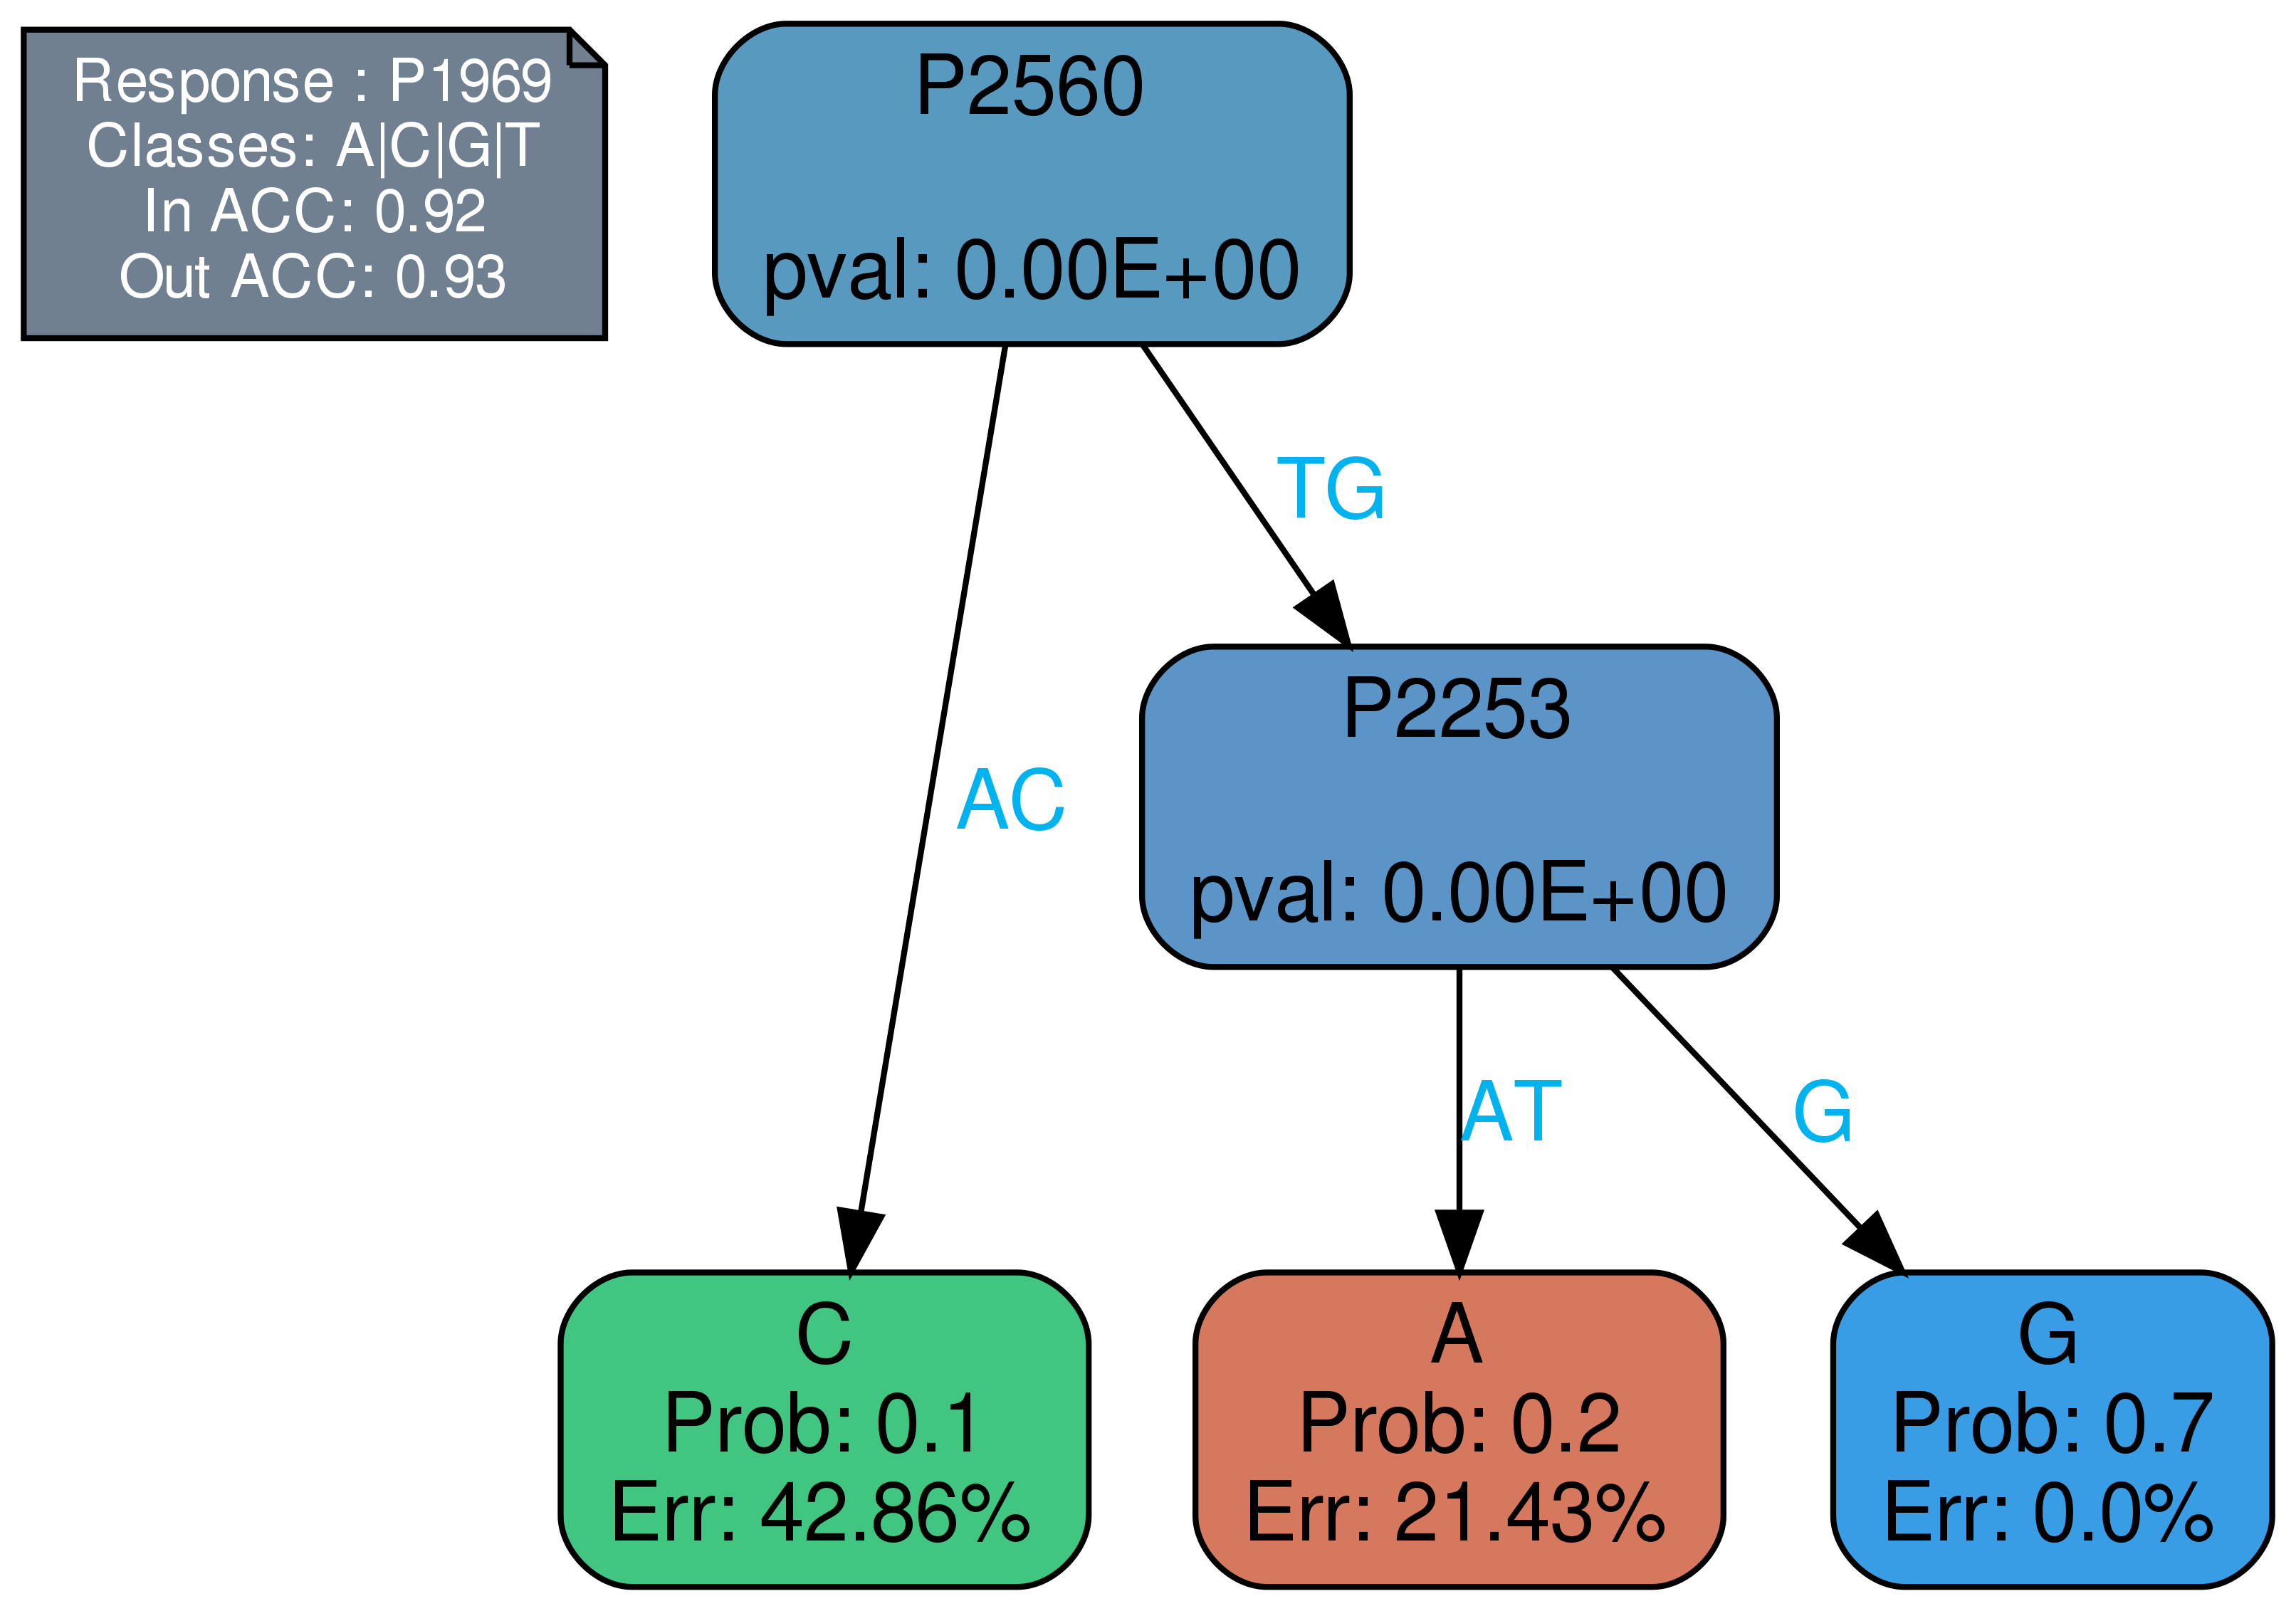 Response : P1969
Classes: A|C|G|T
In ACC: 0.92
Out ACC: 0.93
P2560
pval: 0.00E+00
TG
P2253
pval: 0.00E+00
AC
AT
G
C
Prob: 0.1
Err: 42.86%
A
Prob: 0.2
Err: 21.43%
G
Prob: 0.7
Err: 0.0%